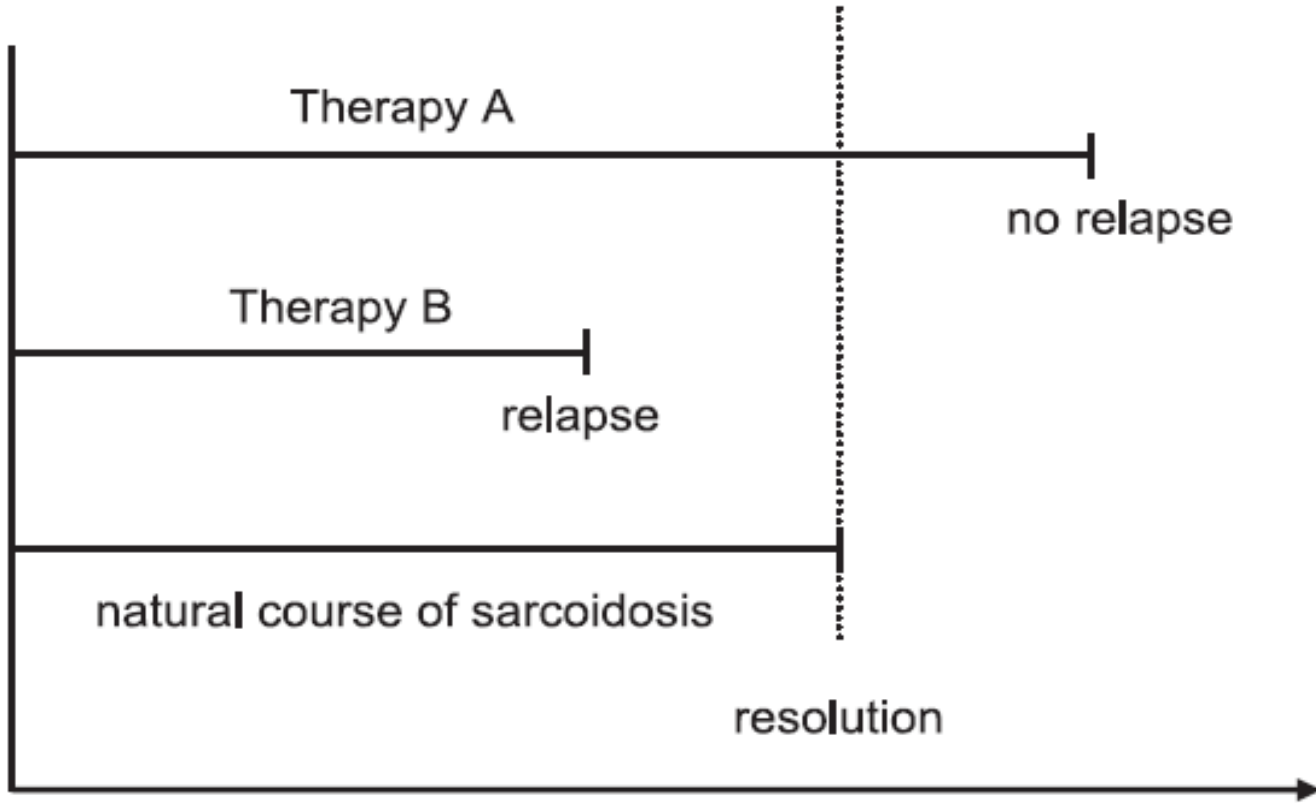 Therapy A
no relapse
Therapy B
relapse
natural course of sarcoidosis
resolution